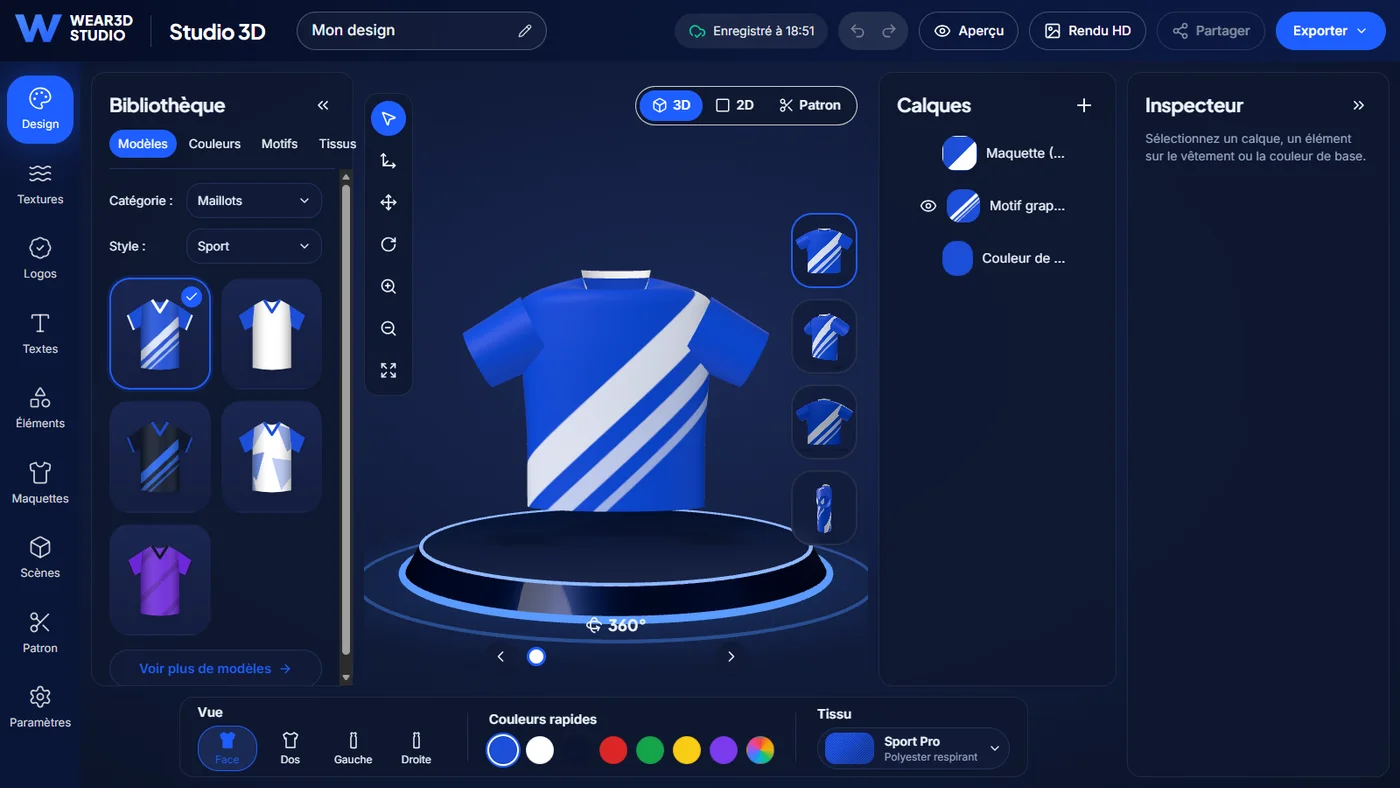 WEAR3D
STUDIO
Studio 3D
Mon design
Enregistré à 18:51
Aperçu
Rendu HD
Partager
Exporter
Design
Textures
Logos
Textes
Éléments
Maquettes
Scènes
Patron
Paramètres
Bibliothèque
Modèles Couleurs Motifs Tissus
Catégorie : Maillots
Style : Sport
Voir plus de modèles
3D 2D Patron
360°
Calques
Maquette (...
Motif grap...
Couleur de ...
Inspecteur
Sélectionnez un calque, un élément
sur le vêtement ou la couleur de base.
Vue
Face Dos Gauche Droite
Couleurs rapides
Tissu
Sport Pro
Polyester respirant